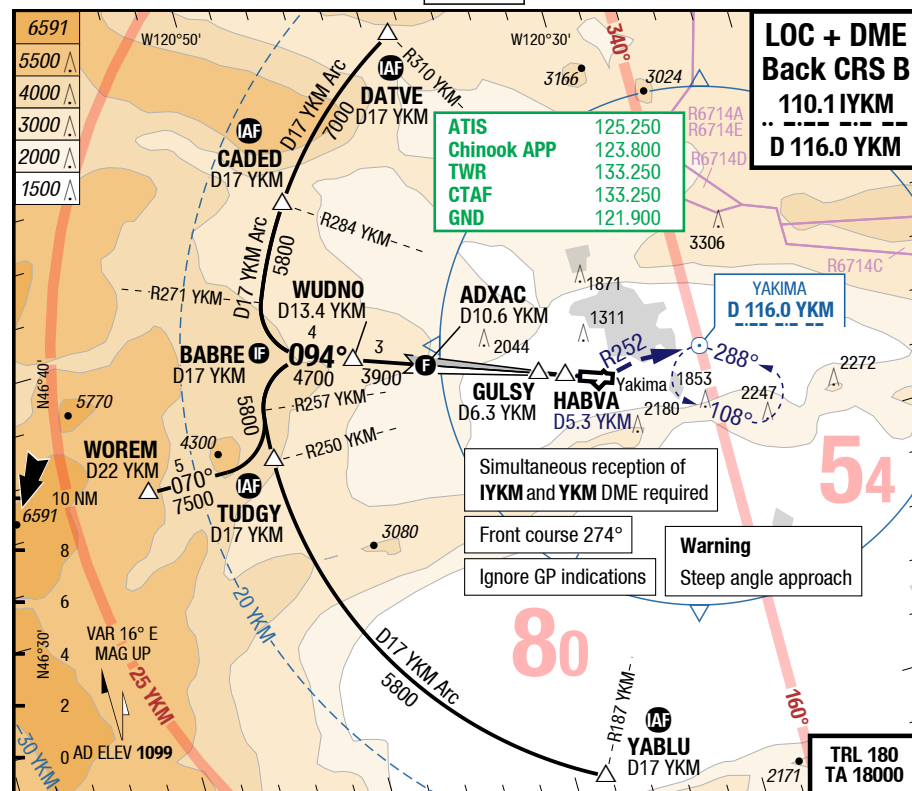 6591
5500
4000
3000
2000
1500
W120°50'
W120°30'
340°
LOC + DME
Back CRS B
110.1 IYKM
D 116.0 YKM
IAF
DATVE
D17 YKM
R310 YKM
D17 YKM Arc
7000
3166
3024
R6714A
R6714E
R6714D
R6714C
ATIS 125.250
Chinook APP 123.800
TWR 133.250
CTAF 133.250
GND 121.900
IAF
CADED
D17 YKM
R284 YKM
D17 YKM Arc
5800
3306
R271 YKM
WUDNO
D13.4 YKM
ADXAC
D10.6 YKM
1871
1311
2044
YAKIMA
D 116.0 YKM
BABRE
IF
D17 YKM
4
094°
4700
3
3900
F
GULSY
D6.3 YKM
HABVA
D5.3 YKM
R252
Yakima
288°
108°
1853
2247
2272
2180
N46°40'
5770
4300
5800
R257 YKM
R250 YKM
WOREM
D22 YKM
5
070°
7500
IAF
TUDGY
D17 YKM
10 NM
6591
8
6
4
2
0
3080
Simultaneous reception of
IYKM and YKM DME required
Front course 274°
Ignore GP indications
Warning
Steep angle approach
54
80
20 YKM
25 YKM
30 YKM
N46°30'
VAR 16° E
MAG UP
AD ELEV 1099
D17 YKM Arc
5800
R187 YKM
IAF
YABLU
D17 YKM
160°
2171
TRL 180
TA 18000